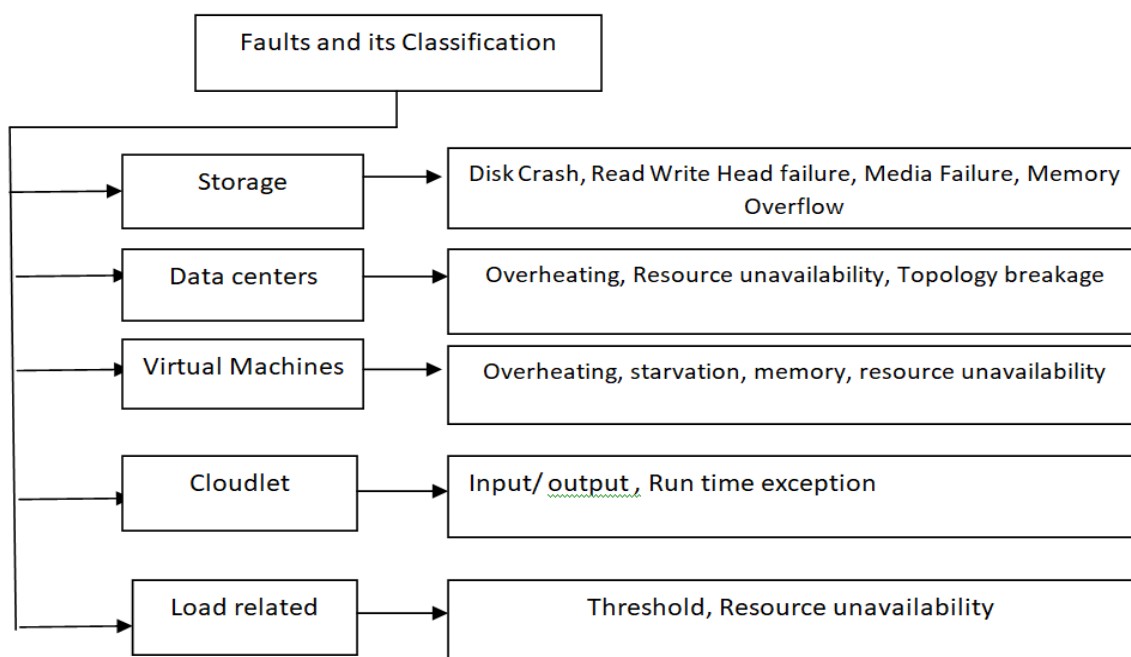 Faults and its Classification
Storage
Disk Crash, Read Write Head failure, Media Failure, Memory
Overflow
Data centers
Overheating, Resource unavailability, Topology breakage
Virtual Machines
Overheating, starvation, memory, resource unavailability
Cloudlet
Input/ output , Run time exception
Load related
Threshold, Resource unavailability